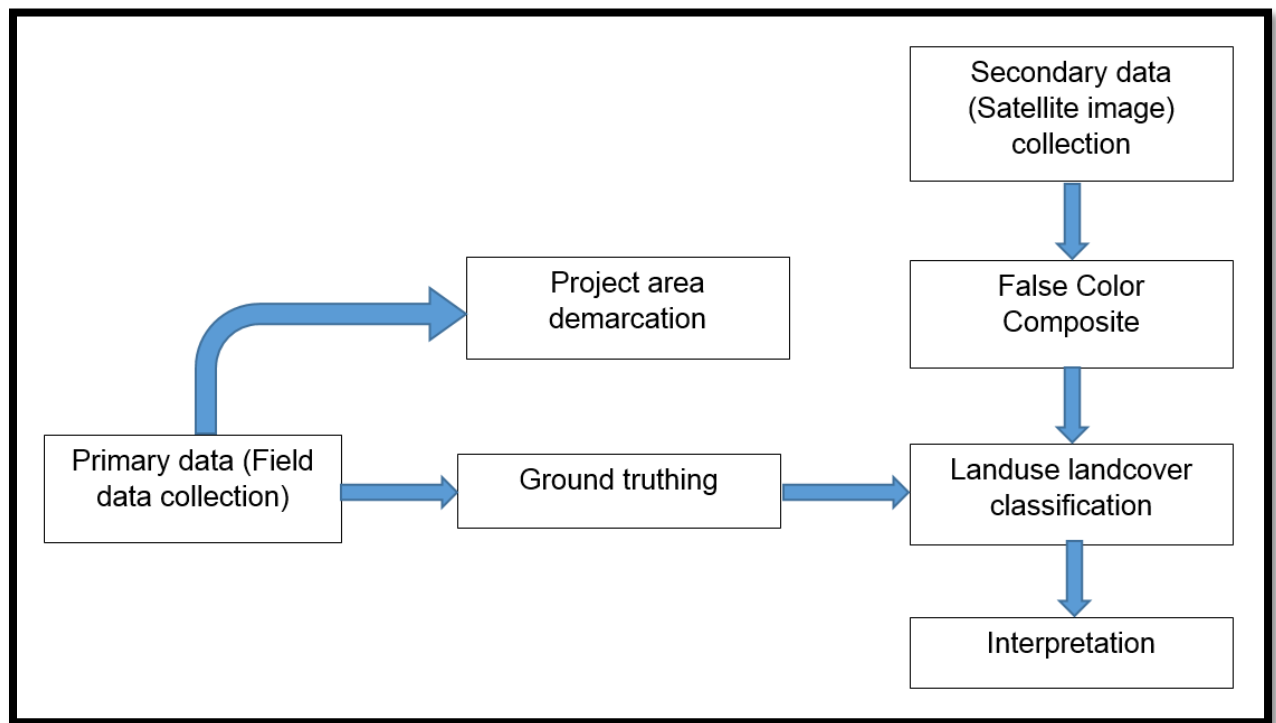 Secondary data
(Satellite image)
collection
Project area
demarcation
False Color
Composite
Primary data (Field
data collection)
Ground truthing
Landuse landcover
classification
Interpretation